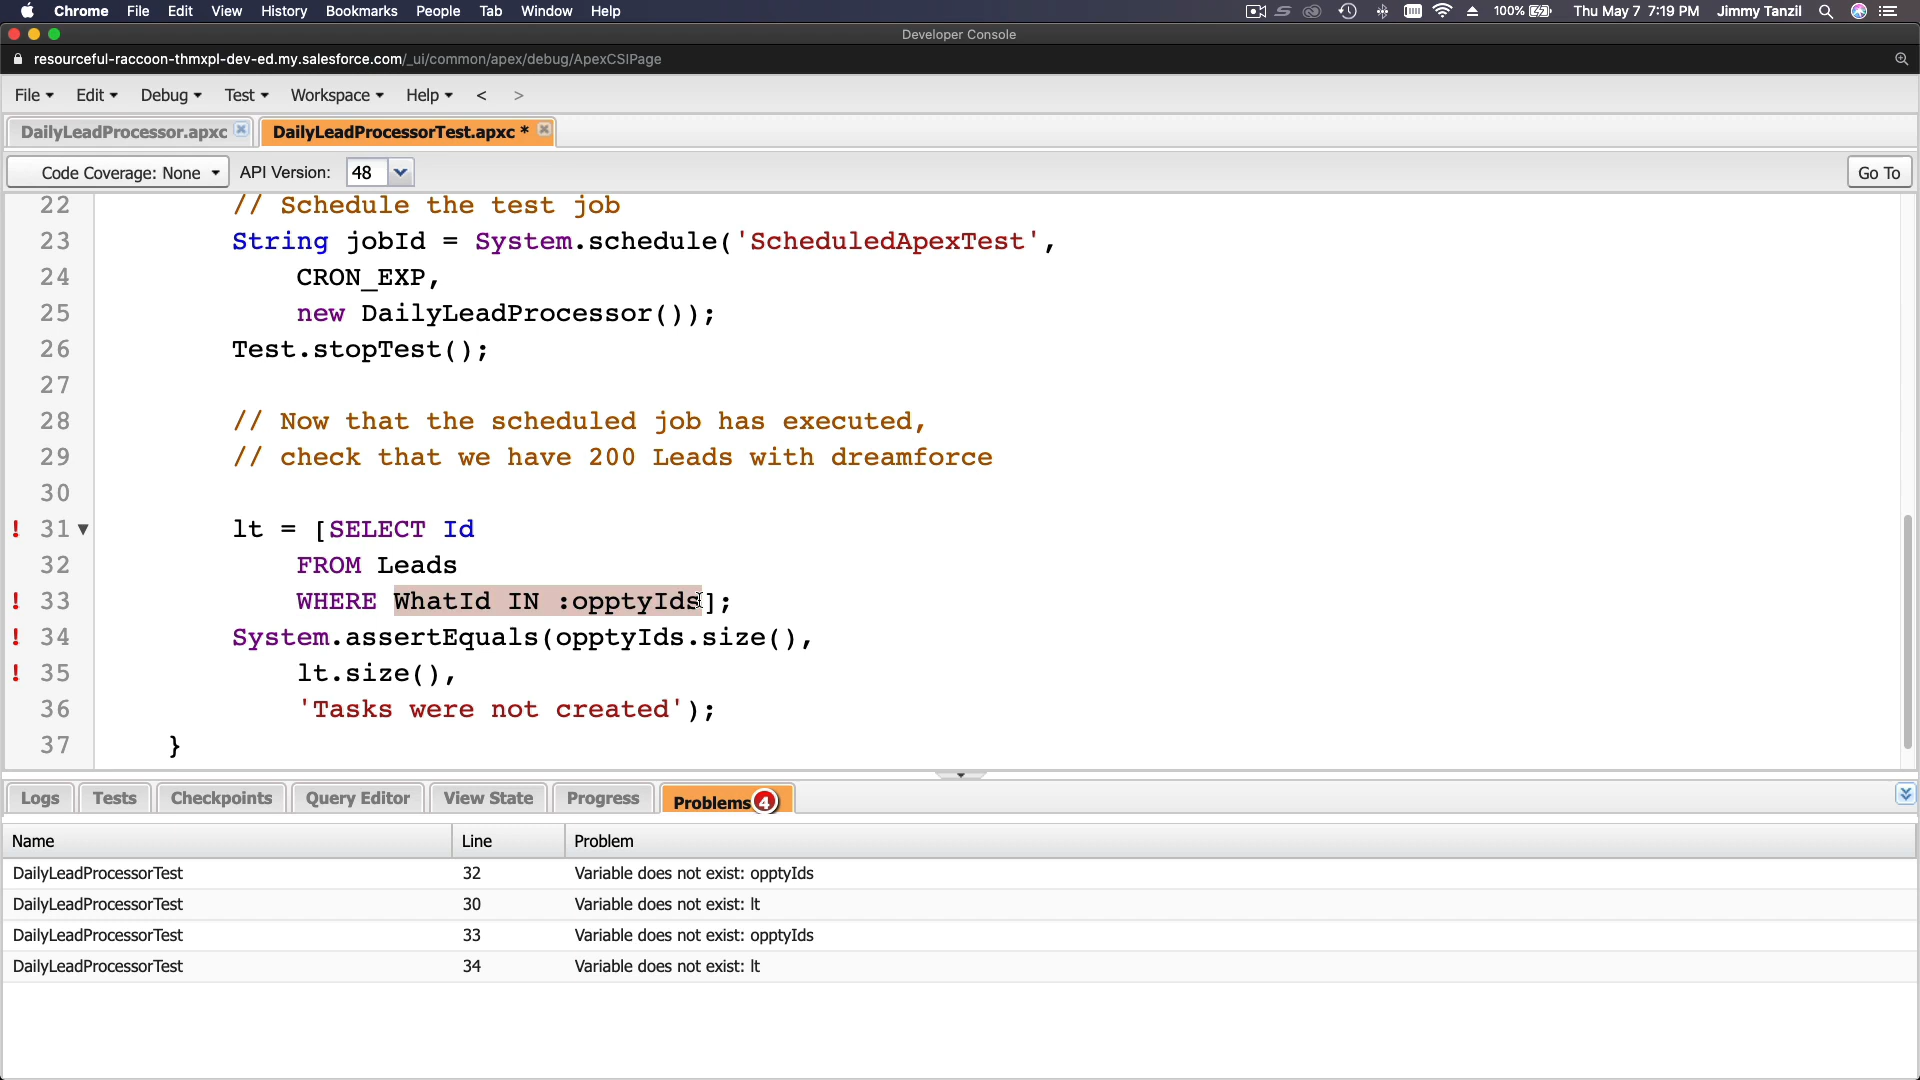 Chrome File Edit View History Bookmarks People Tab Window Help 100% Thu May 7 7:19 PM Jimmy Tanzil
Developer Console
resourceful-raccoon-thmxpl-dev-ed.my.salesforce.com/_ui/common/apex/debug/ApexCSIPage
File Edit Debug Test Workspace Help < >
DailyLeadProcessor.apxc DailyLeadProcessorTest.apxc *
Code Coverage: None API Version: 48 Go To
22 // Schedule the test job
23 String jobId = System.schedule('ScheduledApexTest',
24 CRON_EXP,
25 new DailyLeadProcessor());
26 Test.stopTest();
27
28 // Now that the scheduled job has executed,
29 // check that we have 200 Leads with dreamforce
30
! 31 lt = [SELECT Id
32 FROM Leads
! 33 WHERE WhatId IN :opptyIds];
! 34 System.assertEquals(opptyIds.size(),
! 35 lt.size(),
36 'Tasks were not created');
37 }
Logs Tests Checkpoints Query Editor View State Progress Problems 4
Name Line Problem
DailyLeadProcessorTest 32 Variable does not exist: opptyIds
DailyLeadProcessorTest 30 Variable does not exist: lt
DailyLeadProcessorTest 33 Variable does not exist: opptyIds
DailyLeadProcessorTest 34 Variable does not exist: lt